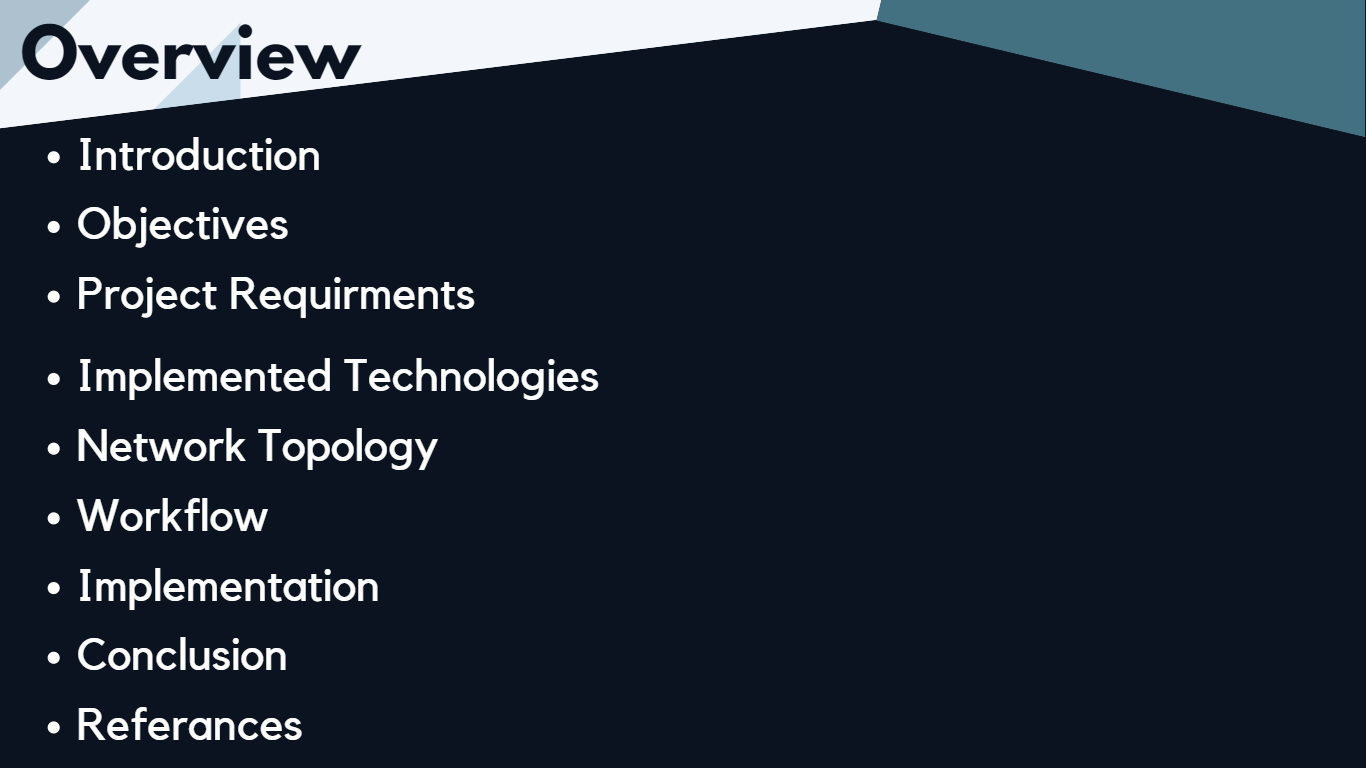 Overview
• Introduction
• Objectives
• Project Requirments
• Implemented Technologies
• Network Topology
• Workflow
• Implementation
• Conclusion
• Referances